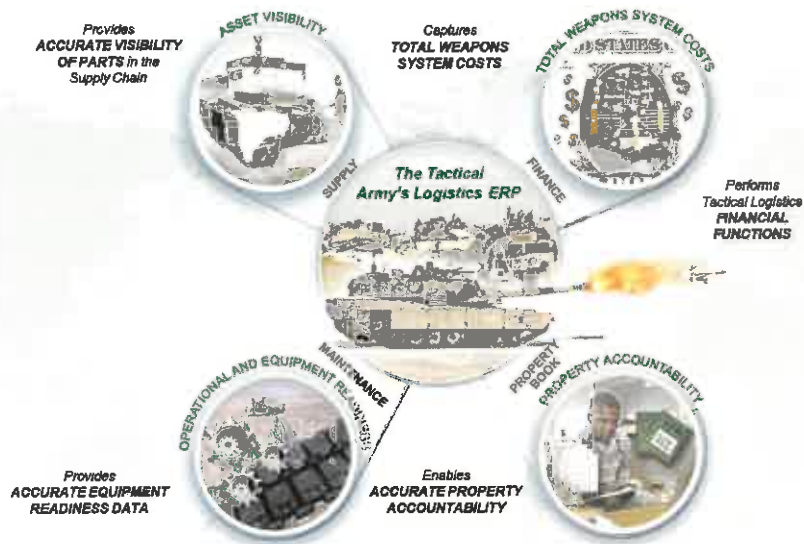 Provides
ACCURATE VISIBILITY
OF PARTS in the
Supply Chain
ASSET VISIBILITY
Captures
TOTAL WEAPONS
SYSTEM COSTS
TOTAL WEAPONS SYSTEM COSTS
SUPPLY
The Tactical
Army's Logistics ERP
FINANCE
Performs
Tactical Logistics
FINANCIAL
FUNCTIONS
MAINTENANCE
PROPERTY
BOOK
OPERATIONAL AND EQUIPMENT
PROPERTY ACCOUNTABILITY
Provides
ACCURATE EQUIPMENT
READINESS DATA
Enables
ACCURATE PROPERTY
ACCOUNTABILITY